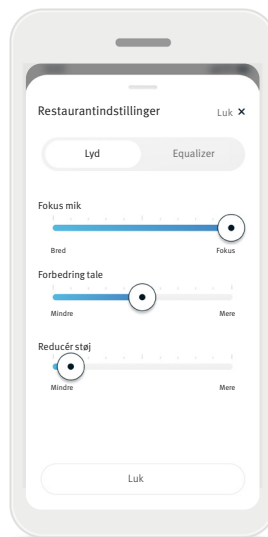 Restaurantindstillinger
Luk ×
Lyd
Equalizer
Fokus mik
Bred
Fokus
Forbedring tale
Mindre
Mere
Reducér støj
Mindre
Mere
Luk